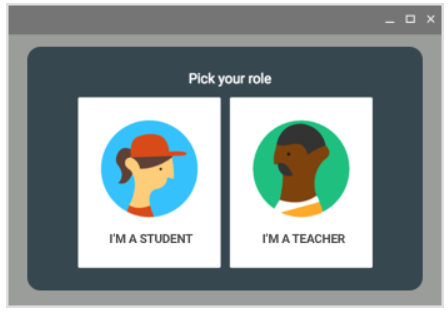 Pick your role
I'M A STUDENT
I'M A TEACHER